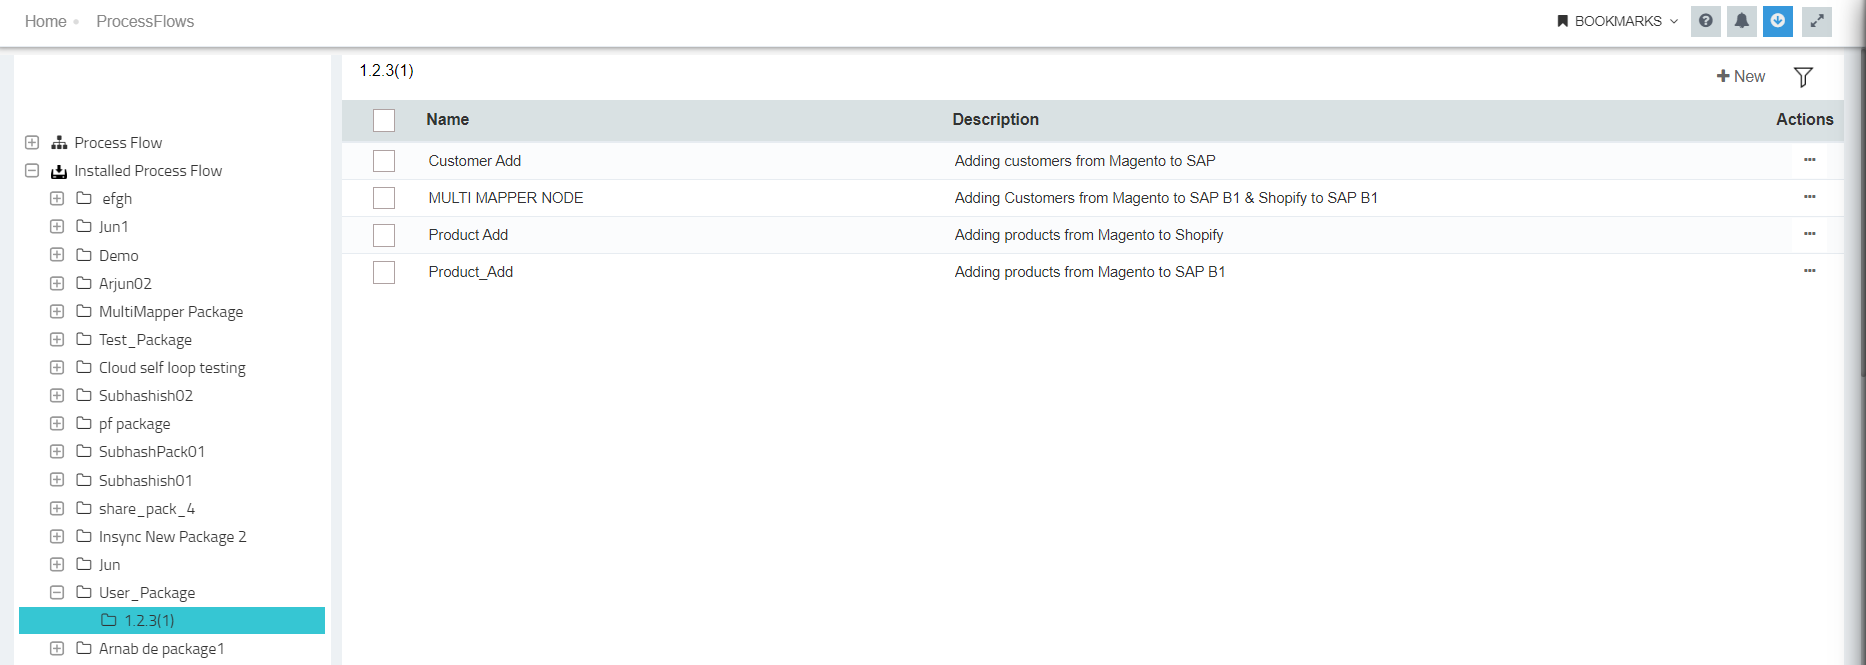 Home ProcessFlows
BOOKMARKS
Process Flow
Installed Process Flow
efgh
Jun1
Demo
Arjun02
MultiMapper Package
Test_Package
Cloud self loop testing
Subhashish02
pf package
SubhashPack01
Subhashish01
share_pack_4
Insync New Package 2
Jun
User_Package
1.2.3(1)
Arnab de package1
1.2.3(1)
New
Name Description Actions
Customer Add Adding customers from Magento to SAP
MULTI MAPPER NODE Adding Customers from Magento to SAP B1 & Shopify to SAP B1
Product Add Adding products from Magento to Shopify
Product_Add Adding products from Magento to SAP B1